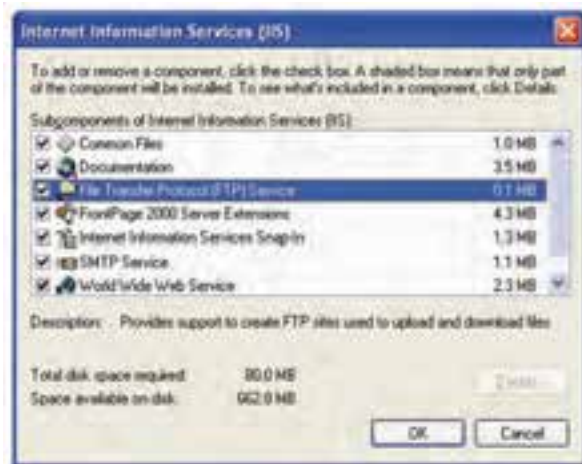 Internet Information Services (IIS)
To add or remove a component, click the check box. A shaded box means that only part
of the component will be installed. To see what's included in a component, click Details.
Subcomponents of Internet Information Services (IIS):
Common Files 1.0 MB
Documentation 3.5 MB
File Transfer Protocol (FTP) Service 0.1 MB
FrontPage 2000 Server Extensions 4.3 MB
Internet Information Services Snap-In 1.3 MB
SMTP Service 1.1 MB
World Wide Web Service 2.3 MB
Description: Provides support to create FTP sites used to upload and download files
Total disk space required: 80.0 MB
Space available on disk: 662.8 MB
Details...
OK Cancel